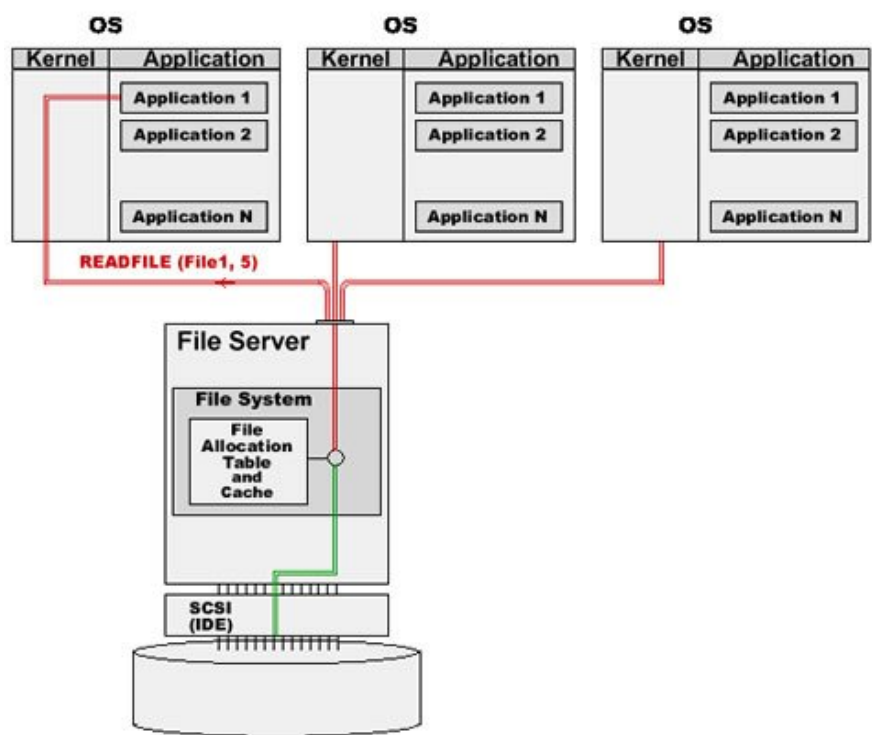 OS
OS
OS
Kernel Application
Kernel Application
Kernel Application
Application 1
Application 1
Application 1
Application 2
Application 2
Application 2
Application N
Application N
Application N
READFILE (File1, 5)
File Server
File System
File
Allocation
Table
and
Cache
SCSI
(IDE)